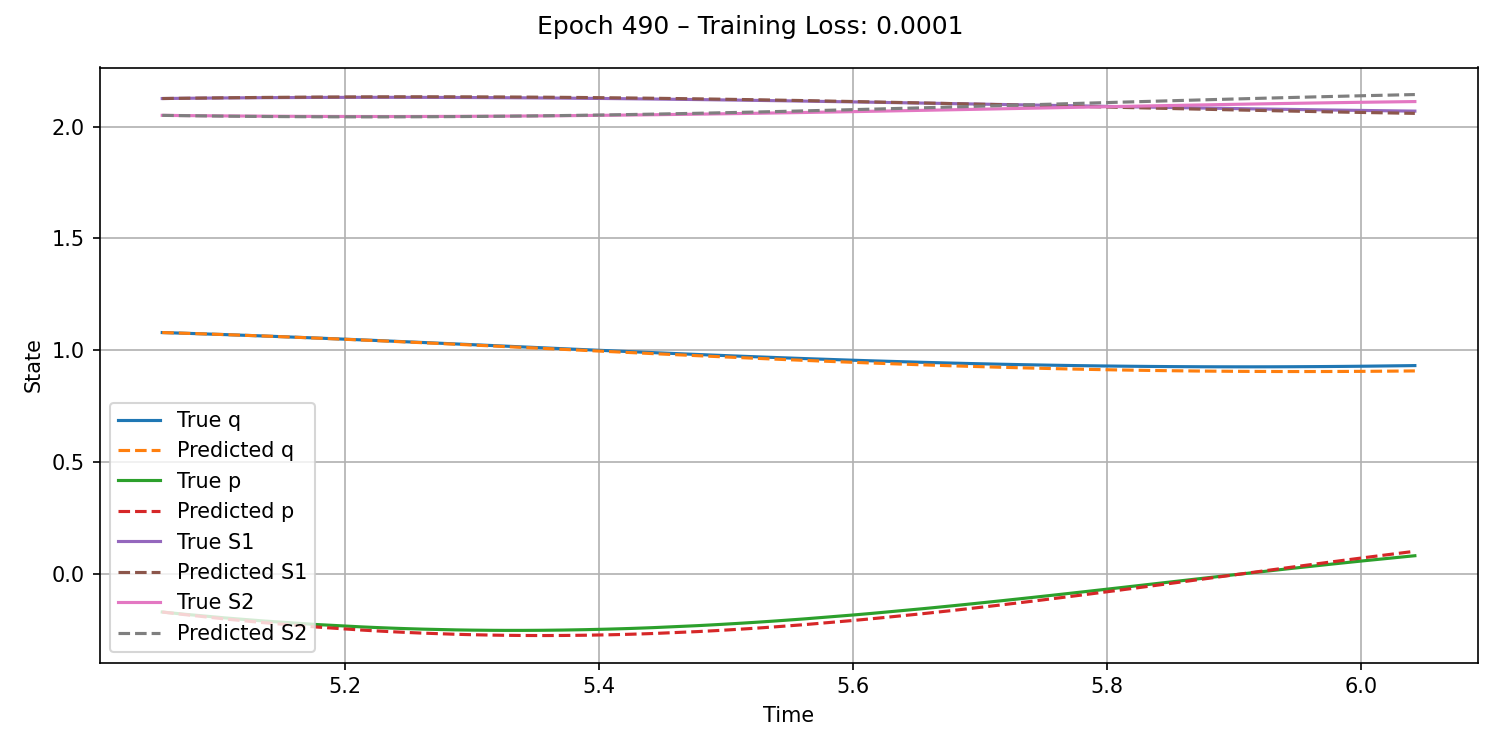 Epoch 490 – Training Loss: 0.0001
State
2.0
1.5
1.0
0.5
0.0
True q
Predicted q
True p
Predicted p
True S1
Predicted S1
True S2
Predicted S2
5.2 5.4 5.6 5.8 6.0
Time